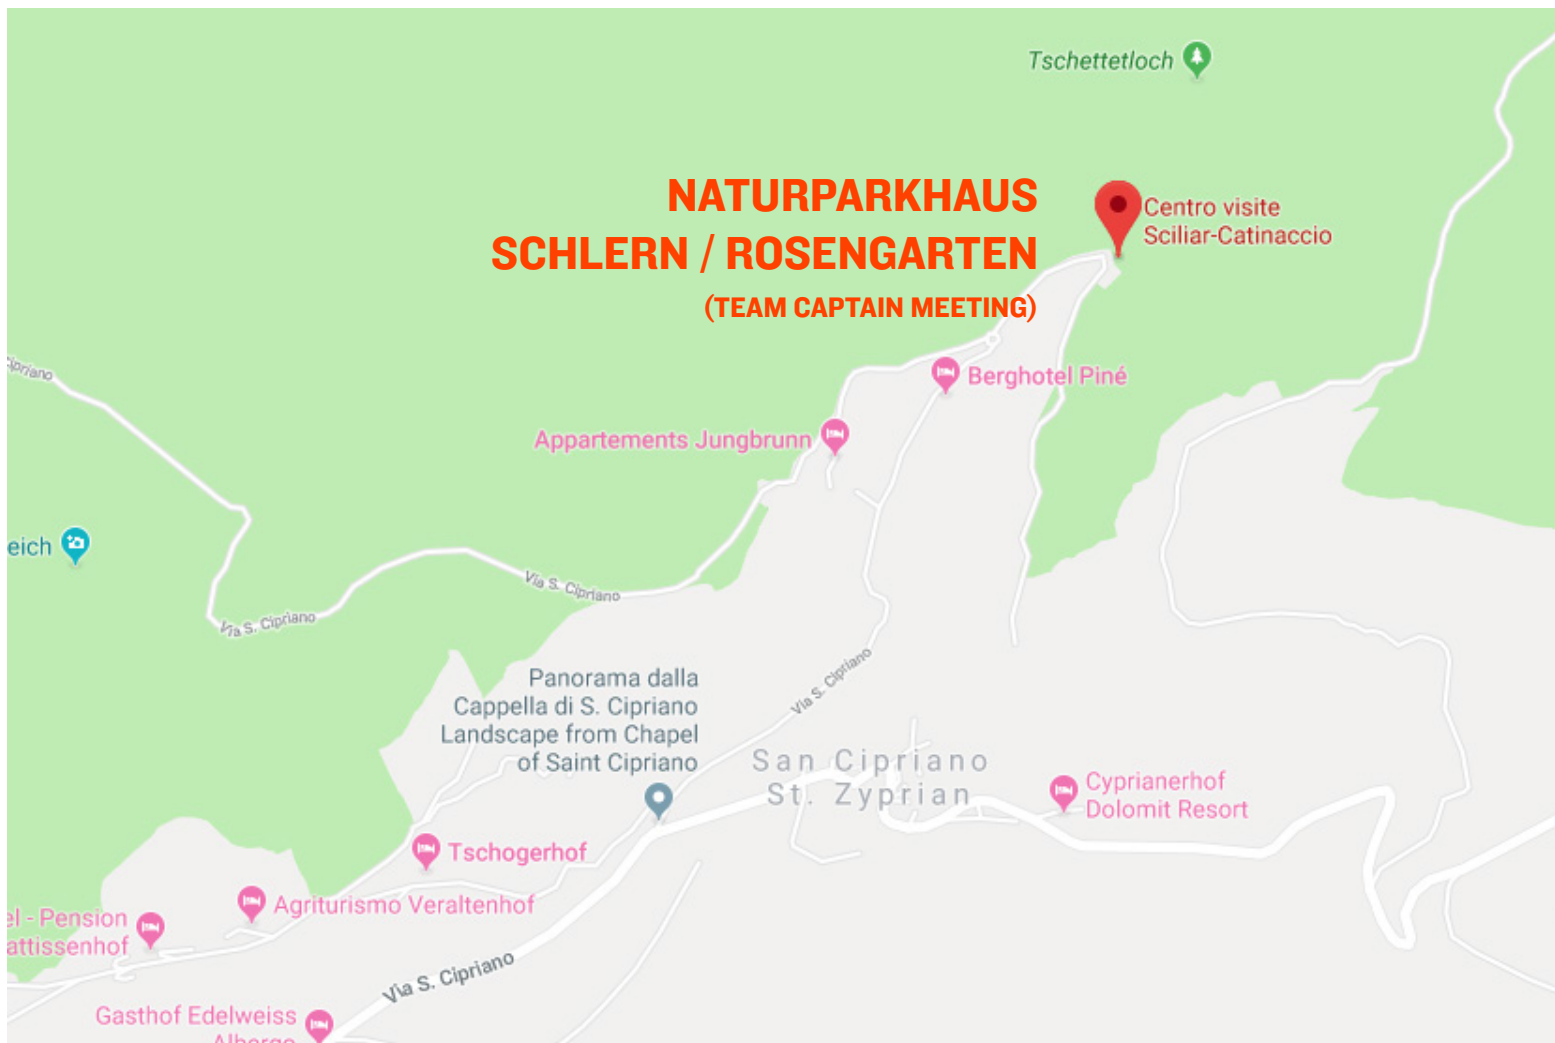 Tschettetloch
NATURPARKHAUS
SCHLERN / ROSENGARTEN
(TEAM CAPTAIN MEETING)
Centro visite
Sciliar-Catinaccio
Cipriano
Berghotel Piné
Appartements Jungbrunn
eich
Via S. Cipriano
Via S. Cipriano
Panorama dalla
Cappella di S. Cipriano
Landscape from Chapel
of Saint Cipriano
Via S. Cipriano
San Cipriano
St. Zyprian
Cyprianerhof
Dolomit Resort
Tschogerhof
Agriturismo Veraltenhof
el - Pension
attissenhof
Via S. Cipriano
Gasthof Edelweiss
Albergo